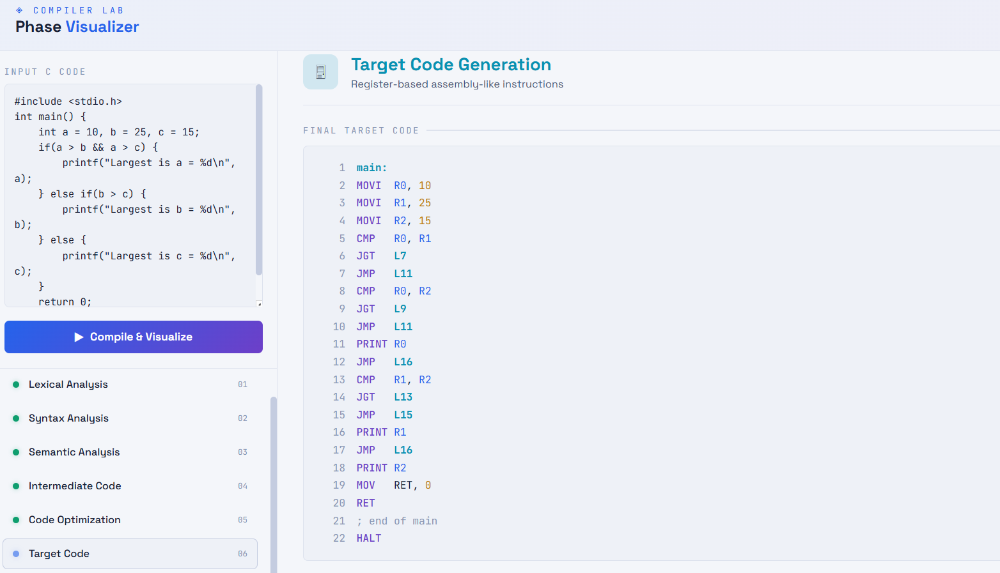 ◈ COMPILER LAB
Phase Visualizer
INPUT C CODE
#include <stdio.h>
int main() {
    int a = 10, b = 25, c = 15;
    if(a > b && a > c) {
        printf("Largest is a = %d\n",
a);
    } else if(b > c) {
        printf("Largest is b = %d\n",
b);
    } else {
        printf("Largest is c = %d\n",
c);
    }
    return 0;
▶ Compile & Visualize
Lexical Analysis 01
Syntax Analysis 02
Semantic Analysis 03
Intermediate Code 04
Code Optimization 05
Target Code 06
Target Code Generation
Register-based assembly-like instructions
FINAL TARGET CODE
1 main:
2 MOVI R0, 10
3 MOVI R1, 25
4 MOVI R2, 15
5 CMP R0, R1
6 JGT L7
7 JMP L11
8 CMP R0, R2
9 JGT L9
10 JMP L11
11 PRINT R0
12 JMP L16
13 CMP R1, R2
14 JGT L13
15 JMP L15
16 PRINT R1
17 JMP L16
18 PRINT R2
19 MOV RET, 0
20 RET
21 ; end of main
22 HALT